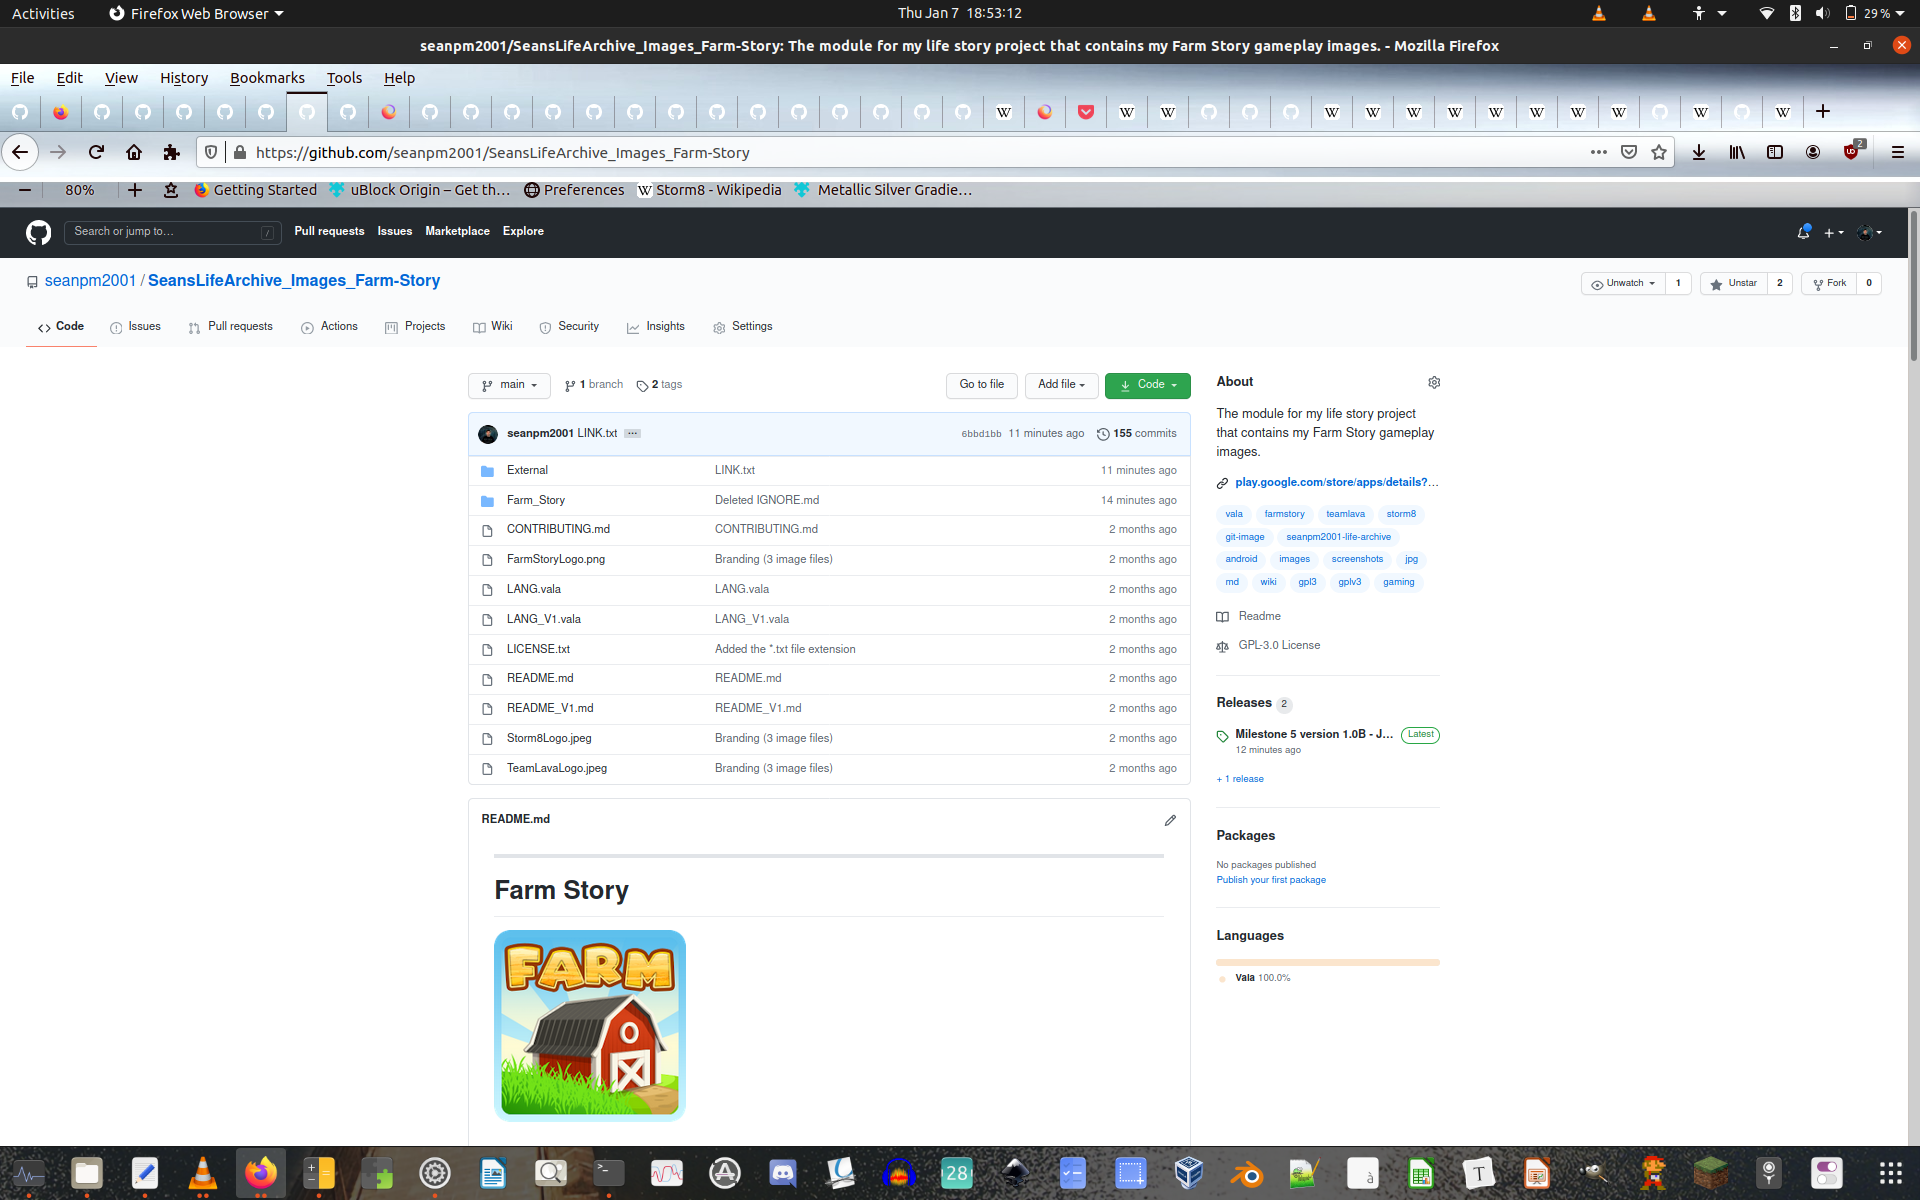 Activities Firefox Web Browser Thu Jan 7 18:53:12 29 %
seanpm2001/SeansLifeArchive_Images_Farm-Story: The module for my life story project that contains my Farm Story gameplay images. - Mozilla Firefox
File Edit View History Bookmarks Tools Help
https://github.com/seanpm2001/SeansLifeArchive_Images_Farm-Story 2
80% Getting Started uBlock Origin – Get th… Preferences Storm8 - Wikipedia Metallic Silver Gradie…
Search or jump to… / Pull requests Issues Marketplace Explore
seanpm2001 / SeansLifeArchive_Images_Farm-Story Unwatch 1 Unstar 2 Fork 0
Code Issues Pull requests Actions Projects Wiki Security Insights Settings
main 1 branch 2 tags Go to file Add file Code
seanpm2001 LINK.txt … 6bbd1bb 11 minutes ago 155 commits
External LINK.txt 11 minutes ago
Farm_Story Deleted IGNORE.md 14 minutes ago
CONTRIBUTING.md CONTRIBUTING.md 2 months ago
FarmStoryLogo.png Branding (3 image files) 2 months ago
LANG.vala LANG.vala 2 months ago
LANG_V1.vala LANG_V1.vala 2 months ago
LICENSE.txt Added the *.txt file extension 2 months ago
README.md README.md 2 months ago
README_V1.md README_V1.md 2 months ago
Storm8Logo.jpeg Branding (3 image files) 2 months ago
TeamLavaLogo.jpeg Branding (3 image files) 2 months ago
README.md
Farm Story
FARM
About
The module for my life story project
that contains my Farm Story gameplay
images.
play.google.com/store/apps/details?…
vala farmstory teamlava storm8
git-image seanpm2001-life-archive
android images screenshots jpg
md wiki gpl3 gplv3 gaming
Readme
GPL-3.0 License
Releases 2
Milestone 5 version 1.0B - J… Latest
12 minutes ago
+ 1 release
Packages
No packages published
Publish your first package
Languages
Vala 100.0%
28